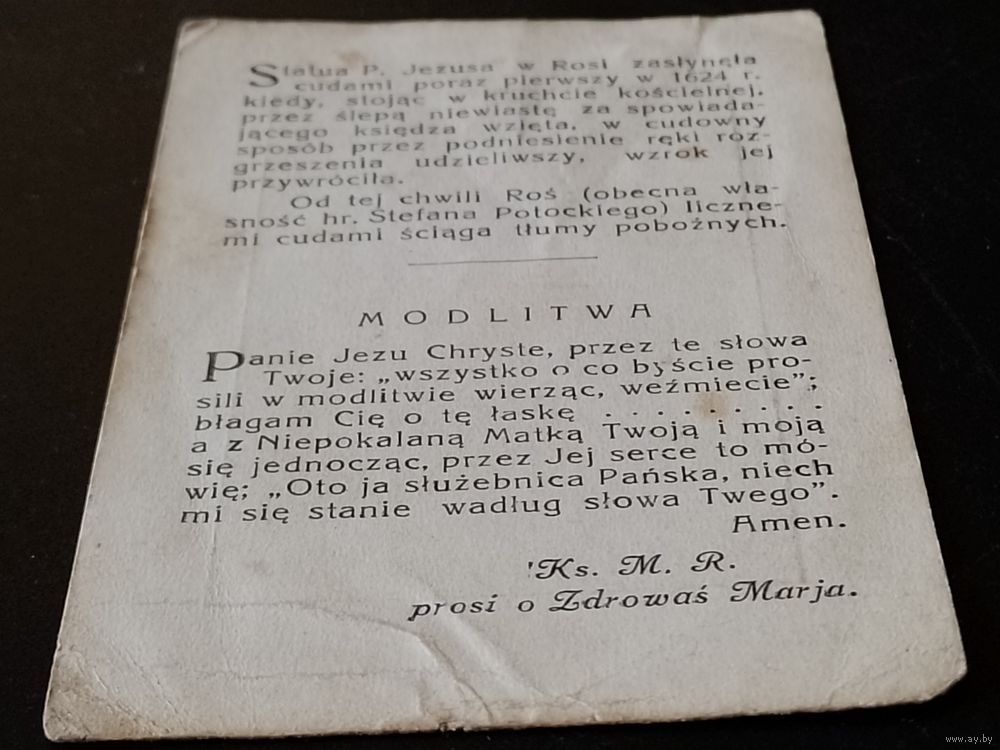 Statua P. Jezusa w Rosi zasłynęła
cudami poraz pierwszy w 1624 r.
kiedy, stojąc w kruchcie kościelnej,
przez ślepą niewiastę za spowiada-
jącego księdza wzięta, w cudowny
sposób przez podniesienie ręki roz-
grzeszenia udzieliwszy, wzrok jej
przywróciła.
Od tej chwili Roś (obecna wła-
sność hr. Stefana Potockiego) liczne-
mi cudami ściąga tłumy pobożnych.
MODLITWA
Panie Jezu Chryste, przez te słowa
Twoje: „wszystko o co byście pro-
sili w modlitwie wierząc, weźmiecie”;
błagam Cię o tę łaskę . . . . . . . . .
a z Niepokalaną Matką Twoją i moją
się jednocząc, przez Jej serce to mó-
wię; „Oto ja służebnica Pańska, niech
mi się stanie wadług słowa Twego”.
Amen.
'Ks. M. R.
prosi o Zdrowaś Marja.
www.ay.by